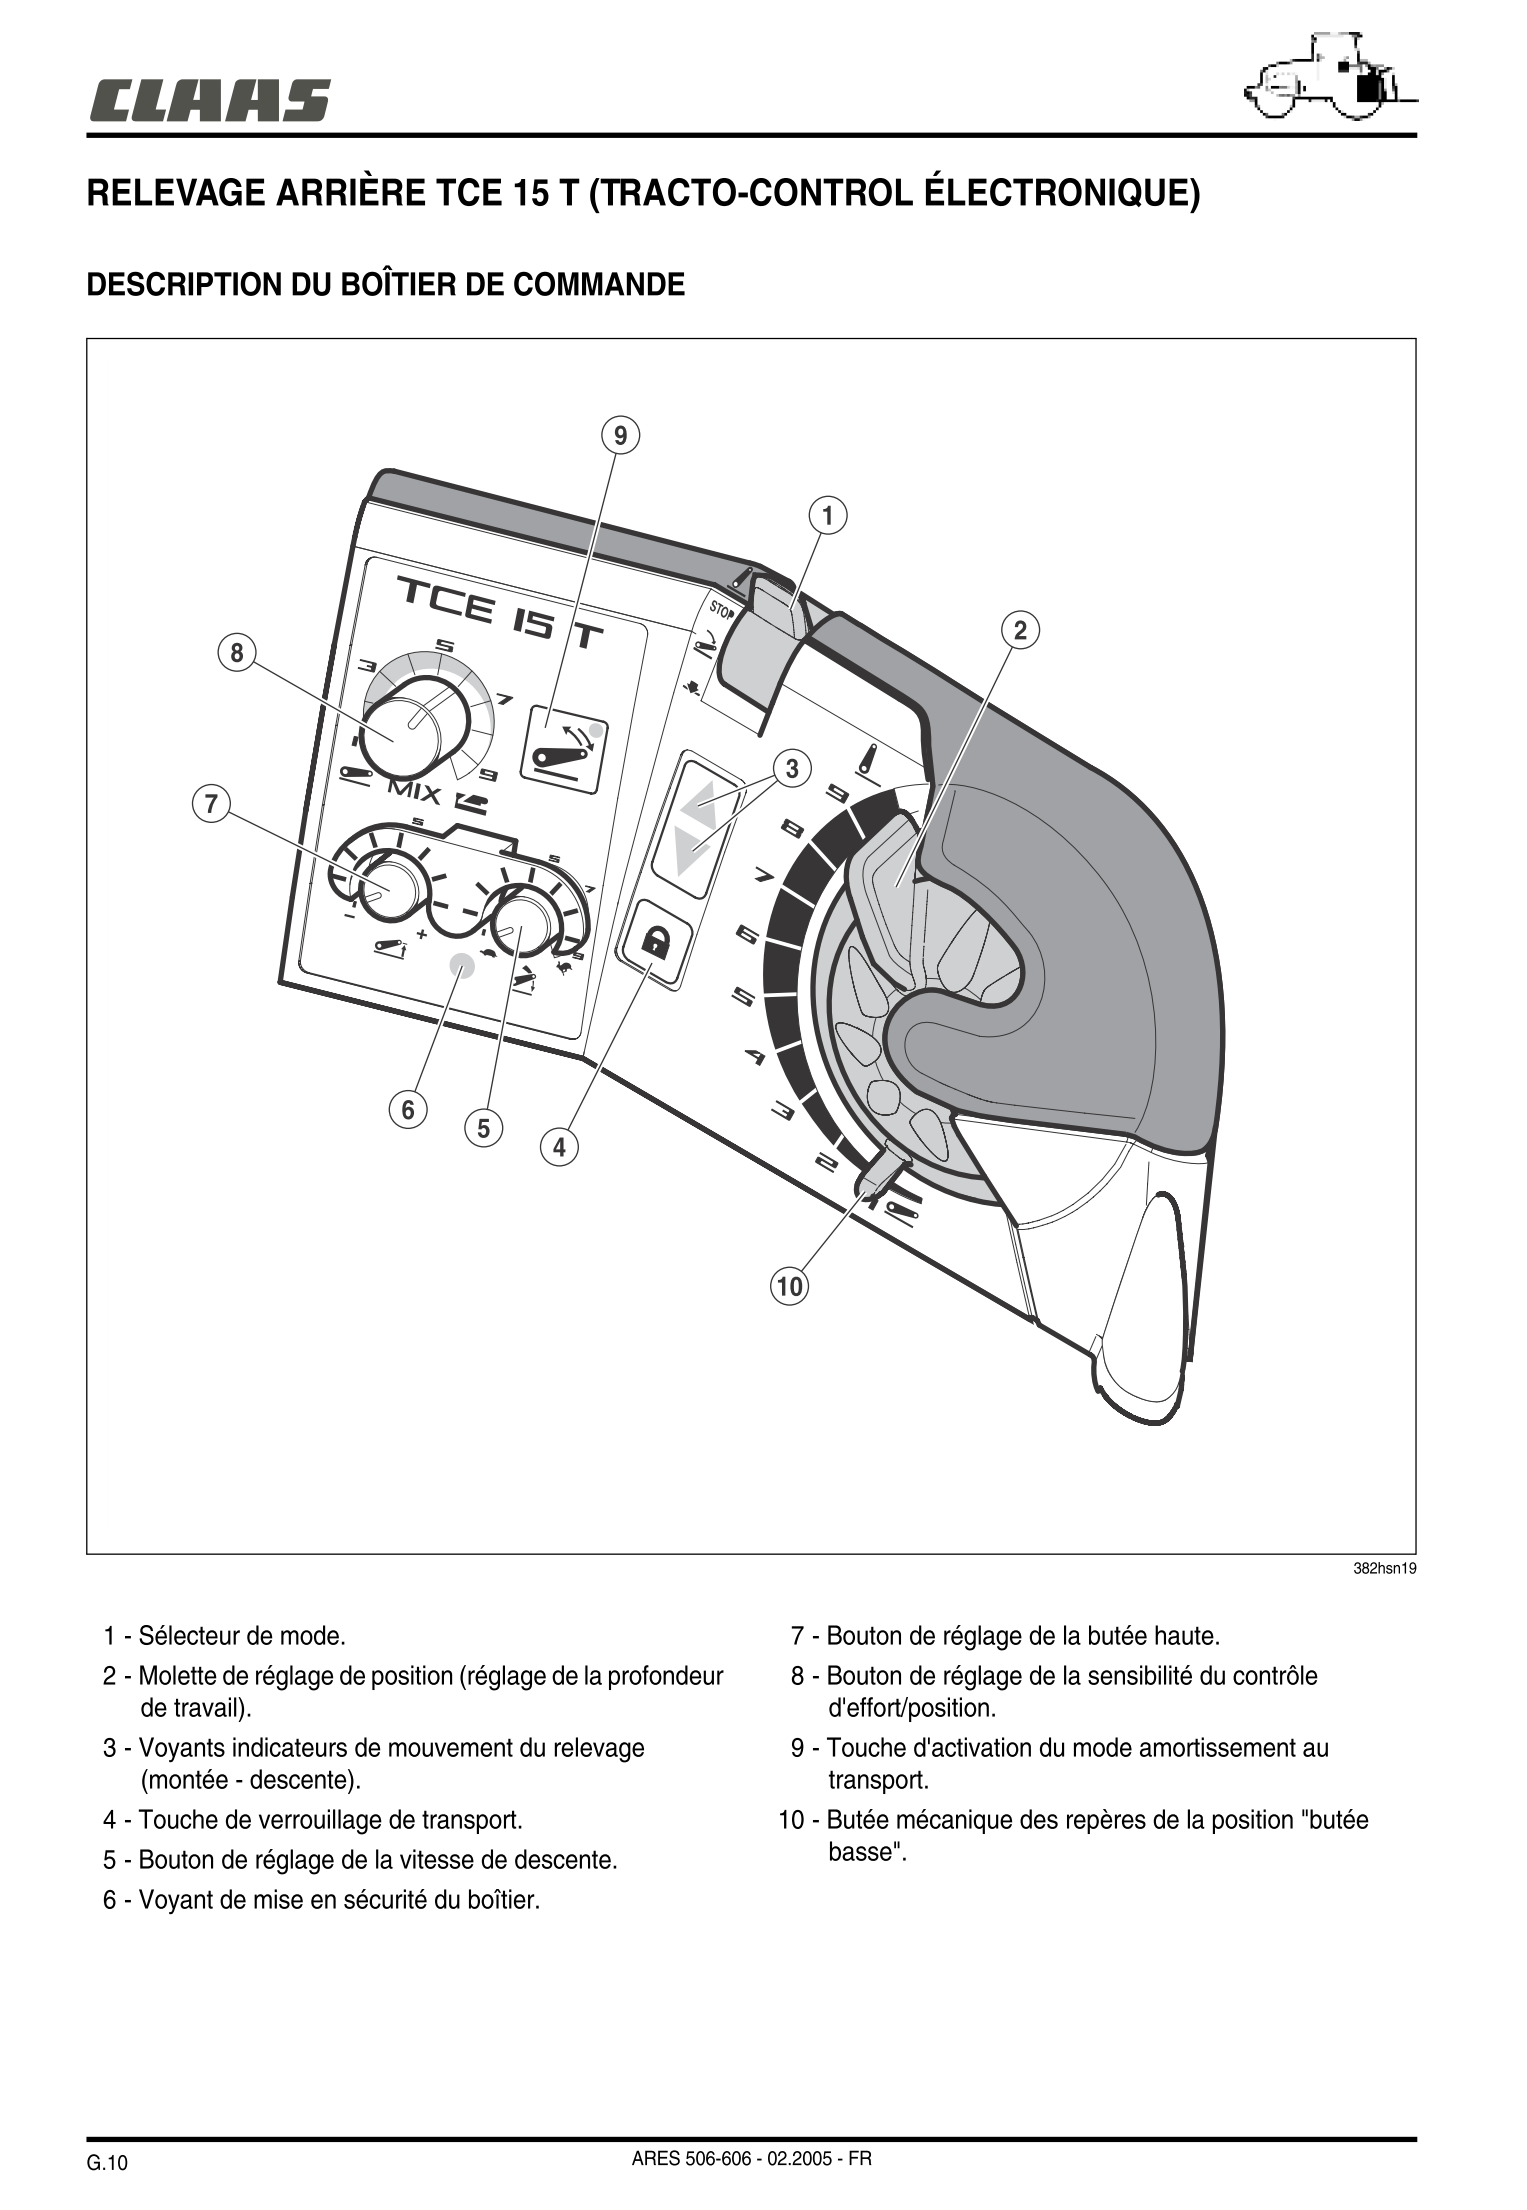 CLAAS
RELEVAGE ARRIÈRE TCE 15 T (TRACTO-CONTROL ÉLECTRONIQUE)
DESCRIPTION DU BOÎTIER DE COMMANDE
9
1
2
8
3
7
6
5
4
10
TCE 15 T
3
5
7
9
MIX
5
- +
5
7
9
STOP
9
8
7
6
5
4
3
2
382hsn19
1 - Sélecteur de mode.
2 - Molette de réglage de position (réglage de la profondeur
de travail).
3 - Voyants indicateurs de mouvement du relevage
(montée - descente).
4 - Touche de verrouillage de transport.
5 - Bouton de réglage de la vitesse de descente.
6 - Voyant de mise en sécurité du boîtier.
7 - Bouton de réglage de la butée haute.
8 - Bouton de réglage de la sensibilité du contrôle
d'effort/position.
9 - Touche d'activation du mode amortissement au
transport.
10 - Butée mécanique des repères de la position "butée
basse".
G.10
ARES 506-606 - 02.2005 - FR